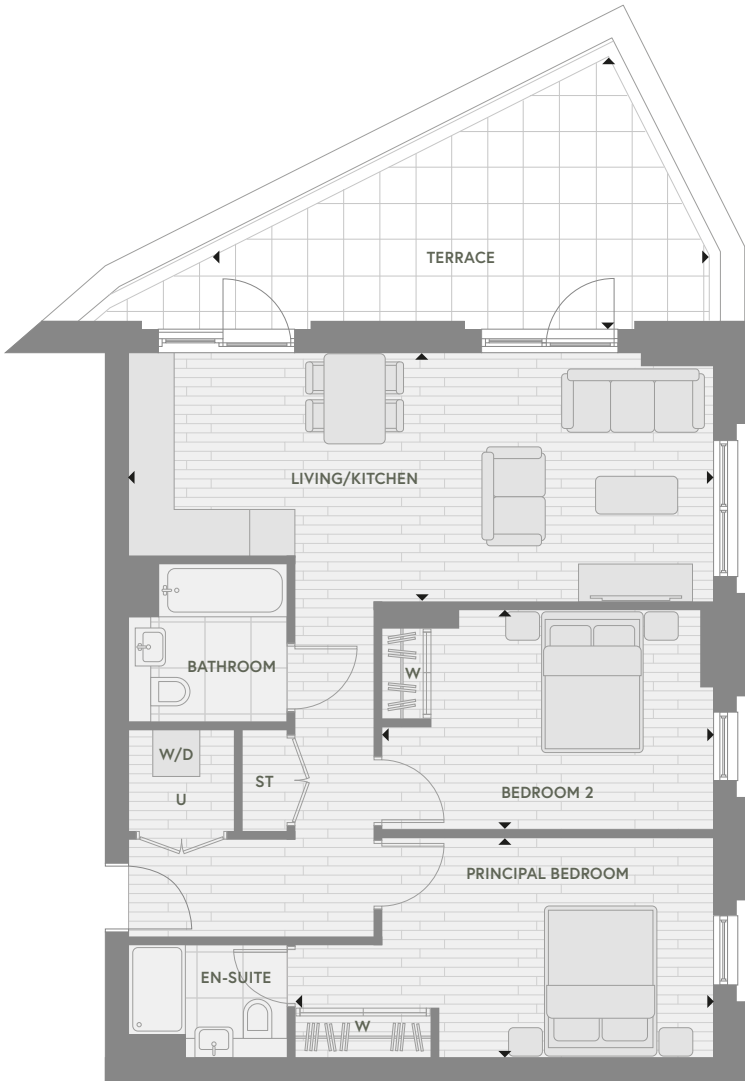 TERRACE
LIVING/KITCHEN
BATHROOM
W
W/D
U
ST
BEDROOM 2
PRINCIPAL BEDROOM
EN-SUITE
W